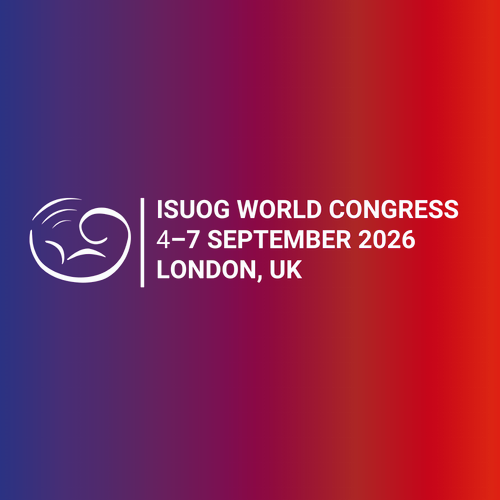 ISUOG WORLD CONGRESS
4–7 SEPTEMBER 2026
LONDON, UK